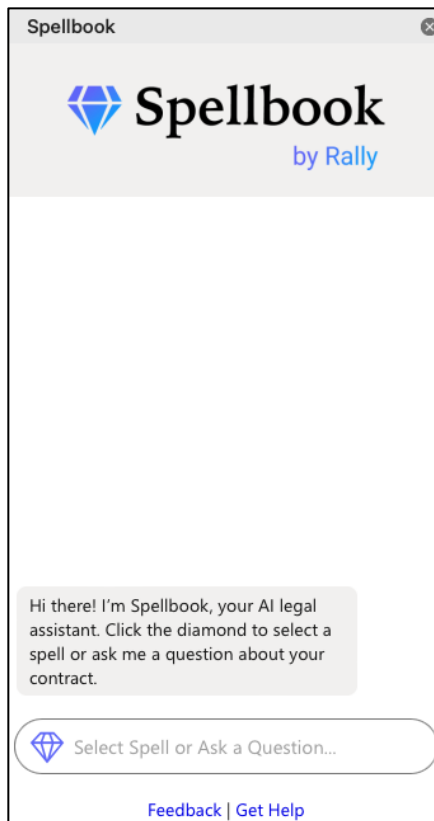 Spellbook
Spellbook
by Rally
Hi there! I'm Spellbook, your AI legal
assistant. Click the diamond to select a
spell or ask me a question about your
contract.
Select Spell or Ask a Question...
Feedback | Get Help